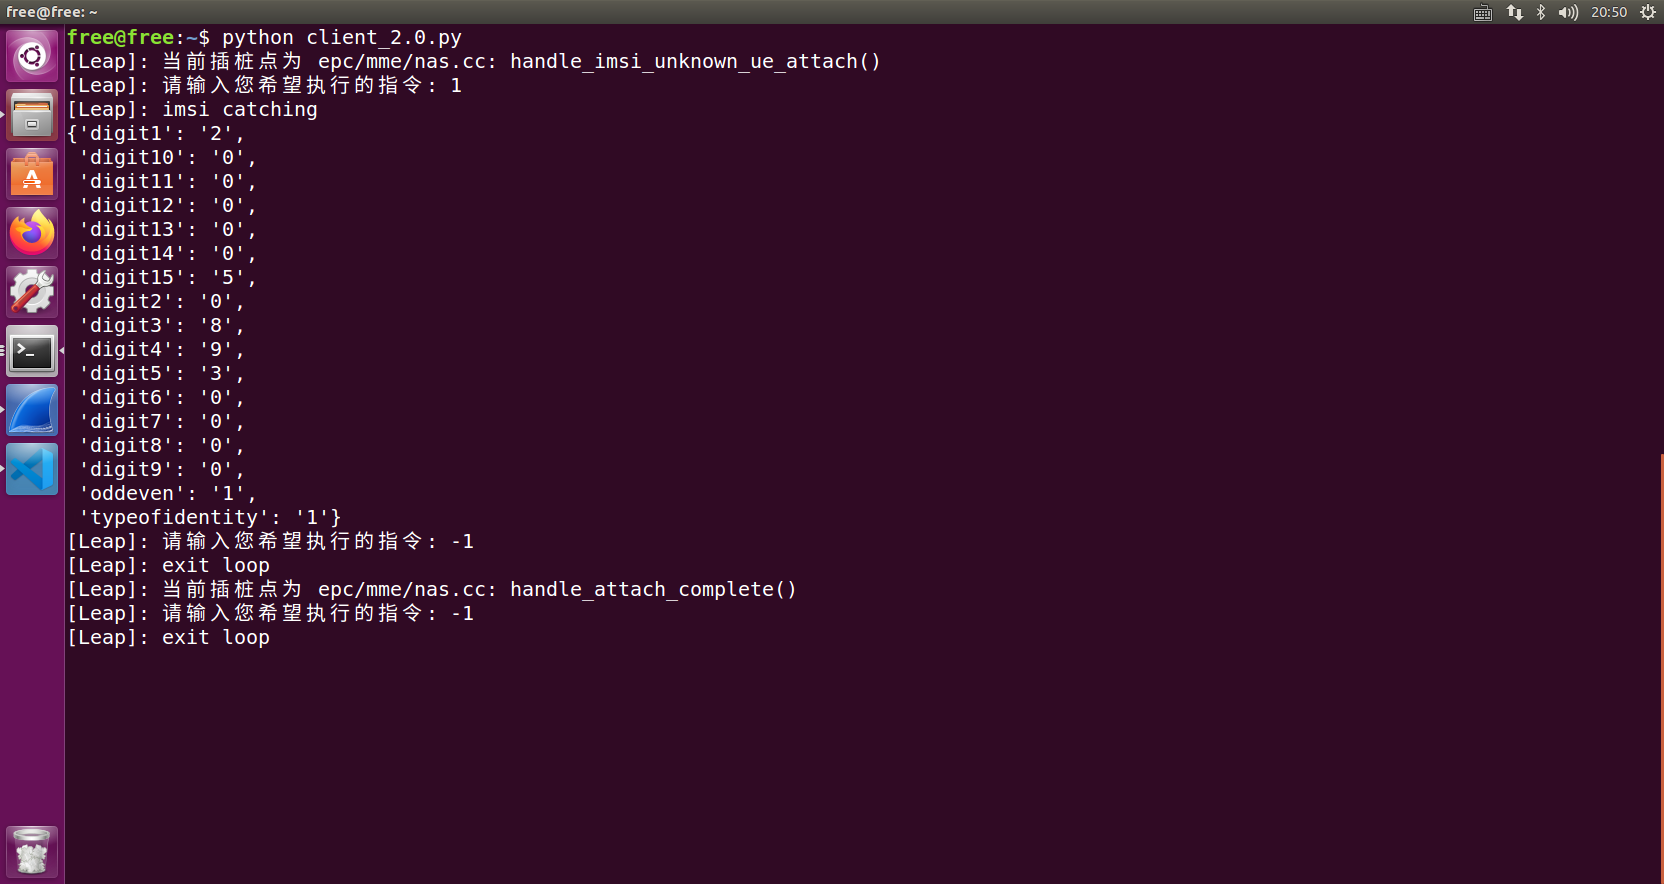 free@free: ~
20:50
free@free:~$ python client_2.0.py
[Leap]: 当前插桩点为 epc/mme/nas.cc: handle_imsi_unknown_ue_attach()
[Leap]: 请输入您希望执行的指令: 1
[Leap]: imsi catching
{'digit1': '2',
 'digit10': '0',
 'digit11': '0',
 'digit12': '0',
 'digit13': '0',
 'digit14': '0',
 'digit15': '5',
 'digit2': '0',
 'digit3': '8',
 'digit4': '9',
 'digit5': '3',
 'digit6': '0',
 'digit7': '0',
 'digit8': '0',
 'digit9': '0',
 'oddeven': '1',
 'typeofidentity': '1'}
[Leap]: 请输入您希望执行的指令: -1
[Leap]: exit loop
[Leap]: 当前插桩点为 epc/mme/nas.cc: handle_attach_complete()
[Leap]: 请输入您希望执行的指令: -1
[Leap]: exit loop